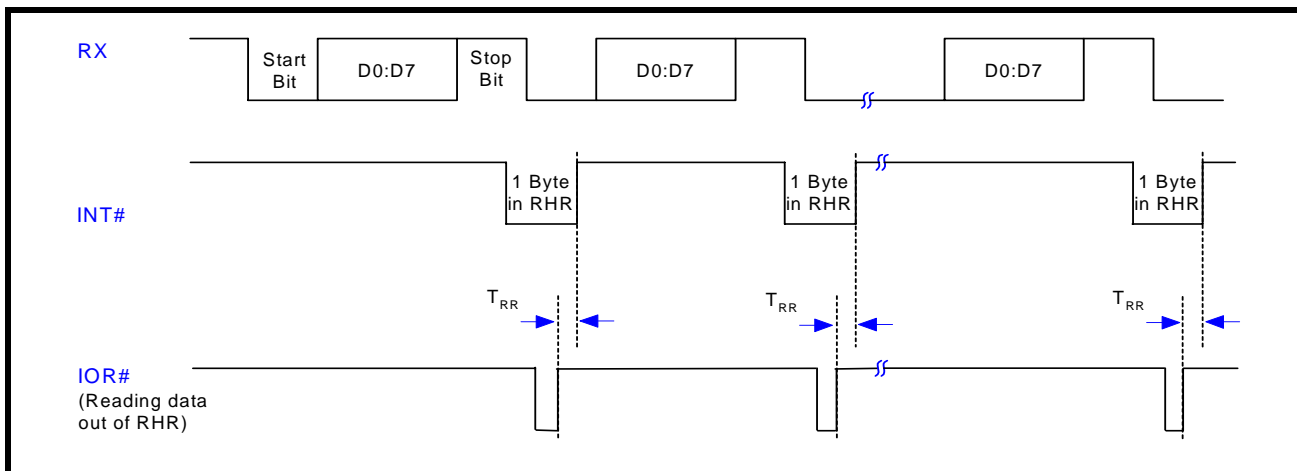 RX
Start
Bit
D0:D7
Stop
Bit
D0:D7
D0:D7
INT#
1 Byte
in RHR
1 Byte
in RHR
1 Byte
in RHR
TRR
TRR
TRR
IOR#
(Reading data
out of RHR)